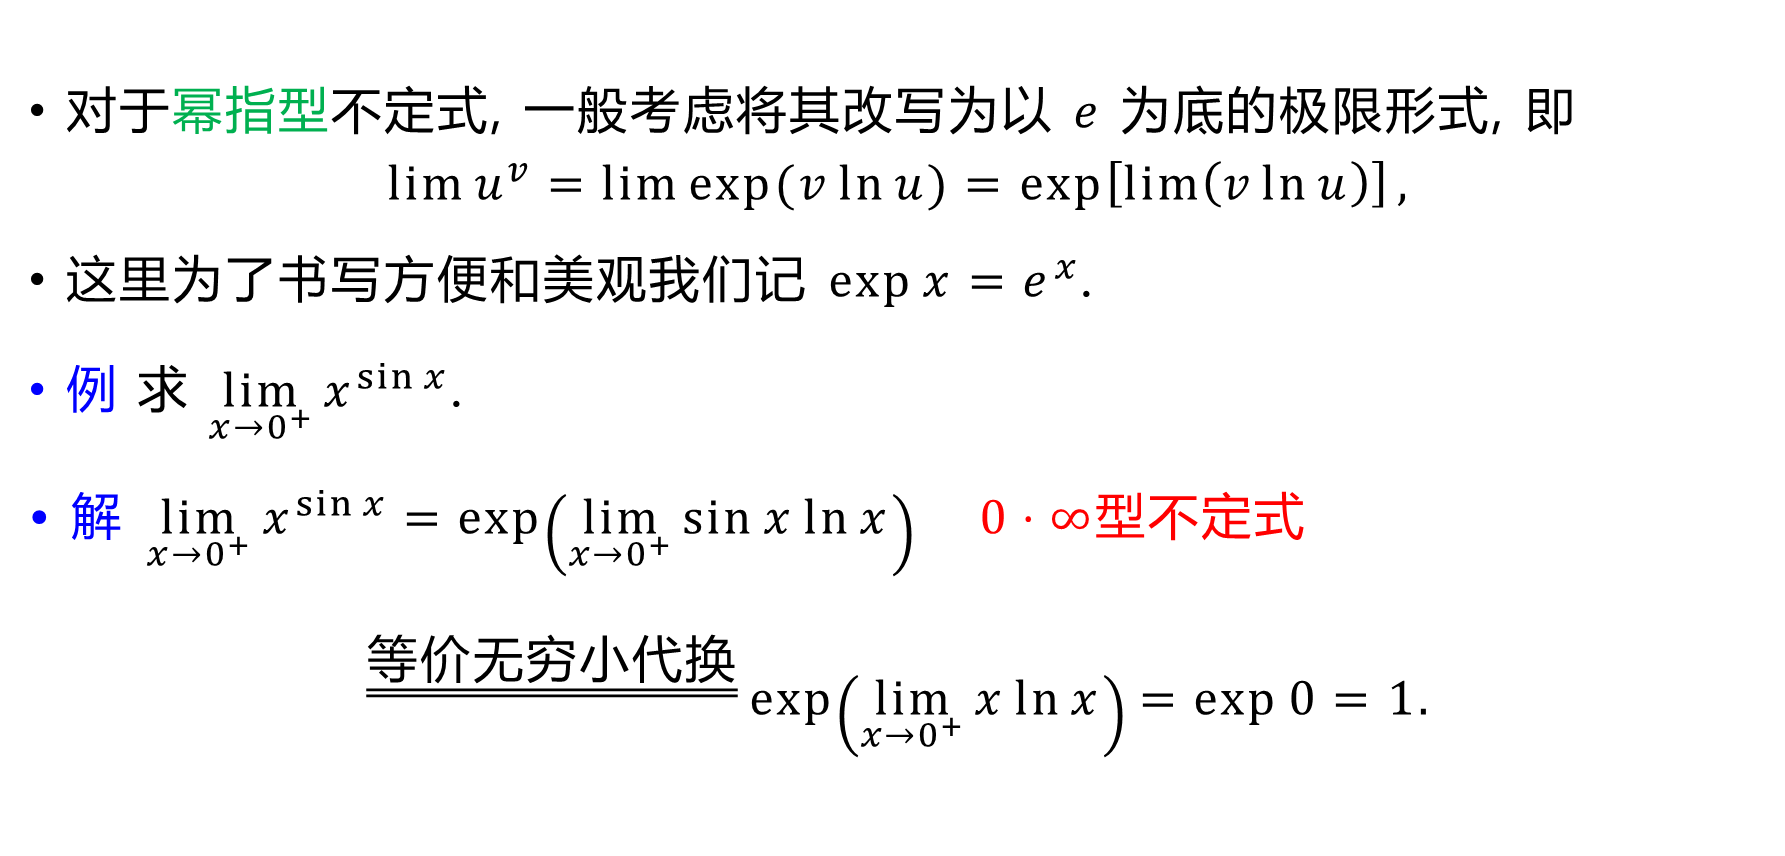 • 对于幂指型不定式, 一般考虑将其改写为以 e 为底的极限形式, 即
lim u^v = lim exp(v ln u) = exp[lim(v ln u)],
• 这里为了书写方便和美观我们记 exp x = e^x.
• 例 求 lim_{x→0⁺} x^{sin x}.
• 解 lim_{x→0⁺} x^{sin x} = exp(lim_{x→0⁺} sin x ln x) 0 · ∞型不定式
等价无穷小代换 exp(lim_{x→0⁺} x ln x) = exp 0 = 1.